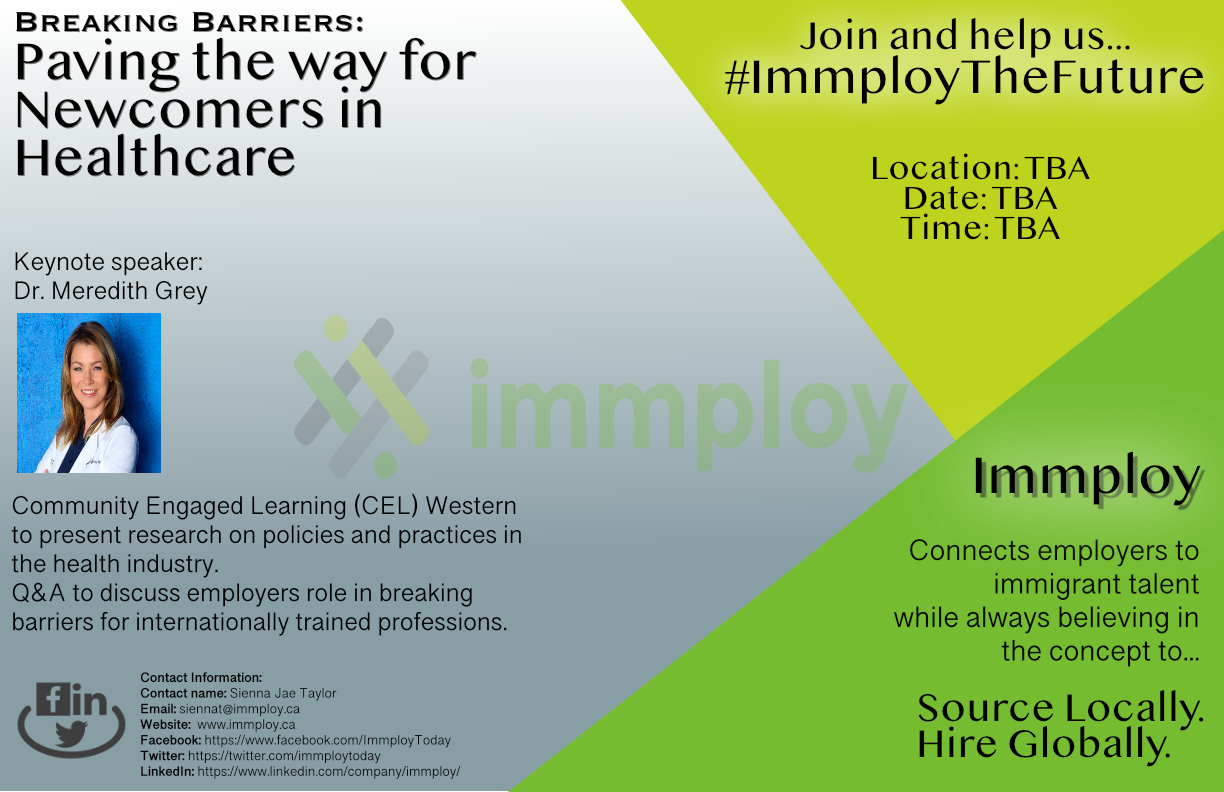 Breaking Barriers:
Paving the way for
Newcomers in
Healthcare
Keynote speaker:
Dr. Meredith Grey
Community Engaged Learning (CEL) Western
to present research on policies and practices in
the health industry.
Q&A to discuss employers role in breaking
barriers for internationally trained professions.
Contact Information:
Contact name: Sienna Jae Taylor
Email: siennat@immploy.ca
Website: www.immploy.ca
Facebook: https://www.facebook.com/ImmployToday
Twitter: https://twitter.com/immploytoday
LinkedIn: https://www.linkedin.com/company/immploy/
f in
immploy
Join and help us...
#ImmployTheFuture
Location: TBA
Date: TBA
Time: TBA
Immploy
Connects employers to
immigrant talent
while always believing in
the concept to...
Source Locally.
Hire Globally.